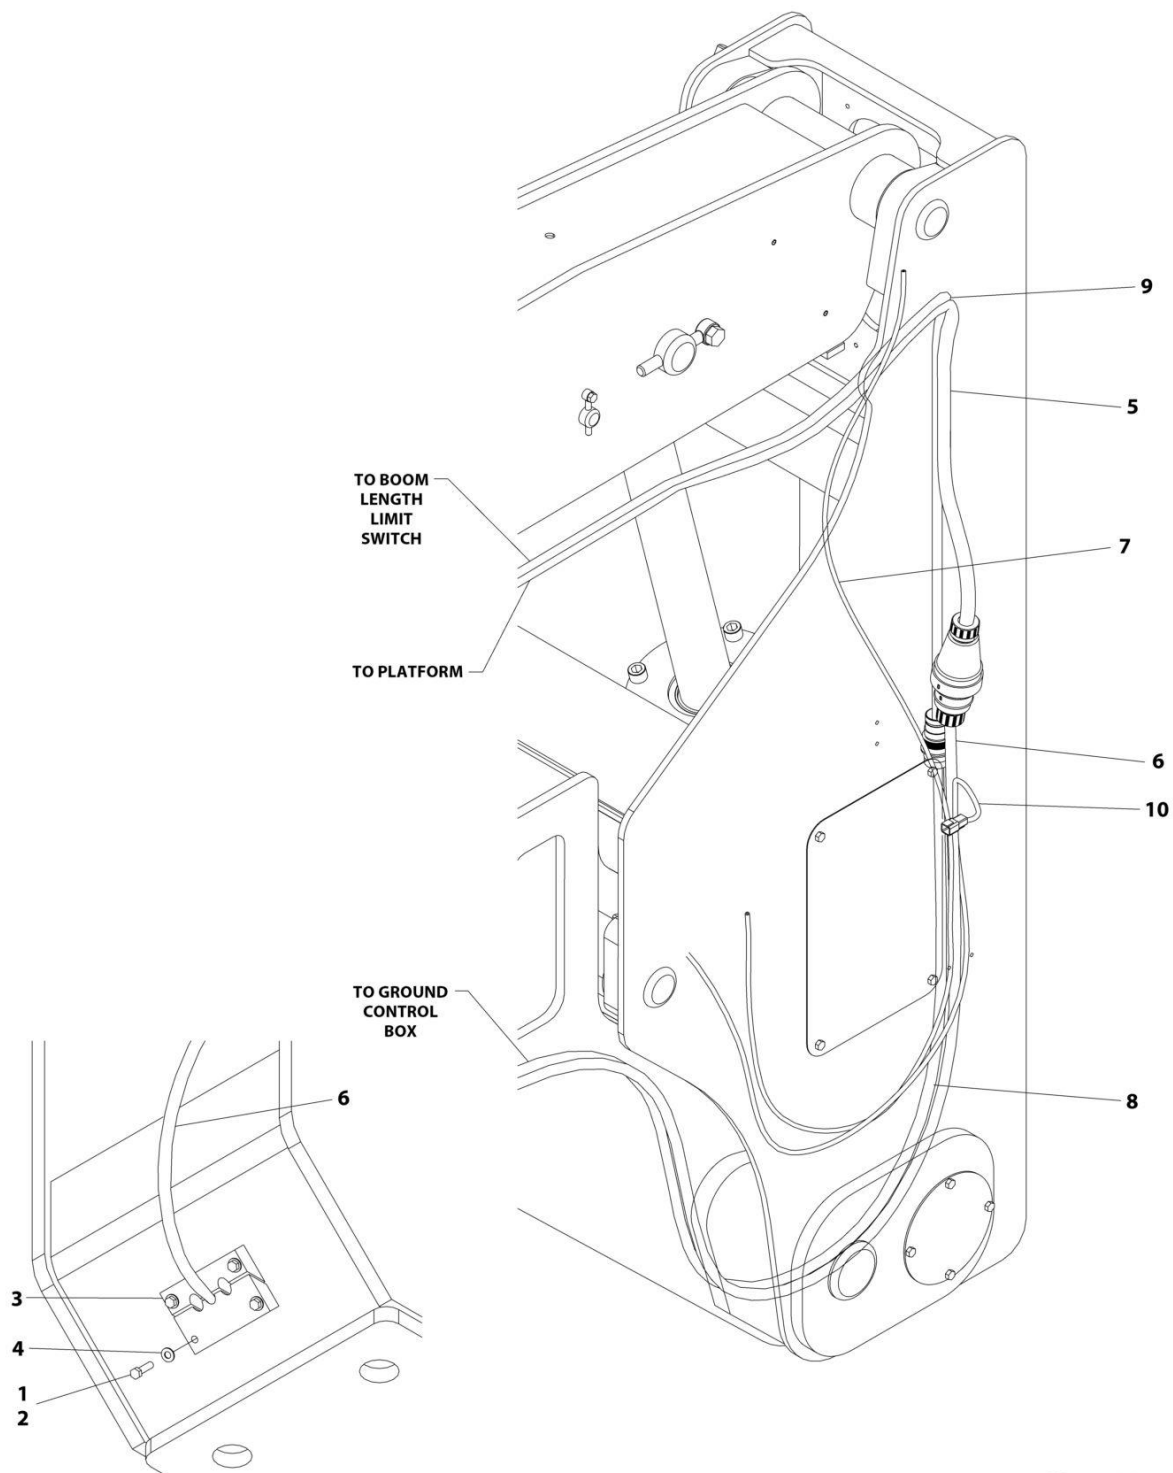 9
5
TO BOOM
LENGTH
LIMIT
SWITCH
7
TO PLATFORM
6
10
TO GROUND
CONTROL
BOX
6
8
3
4
1
2